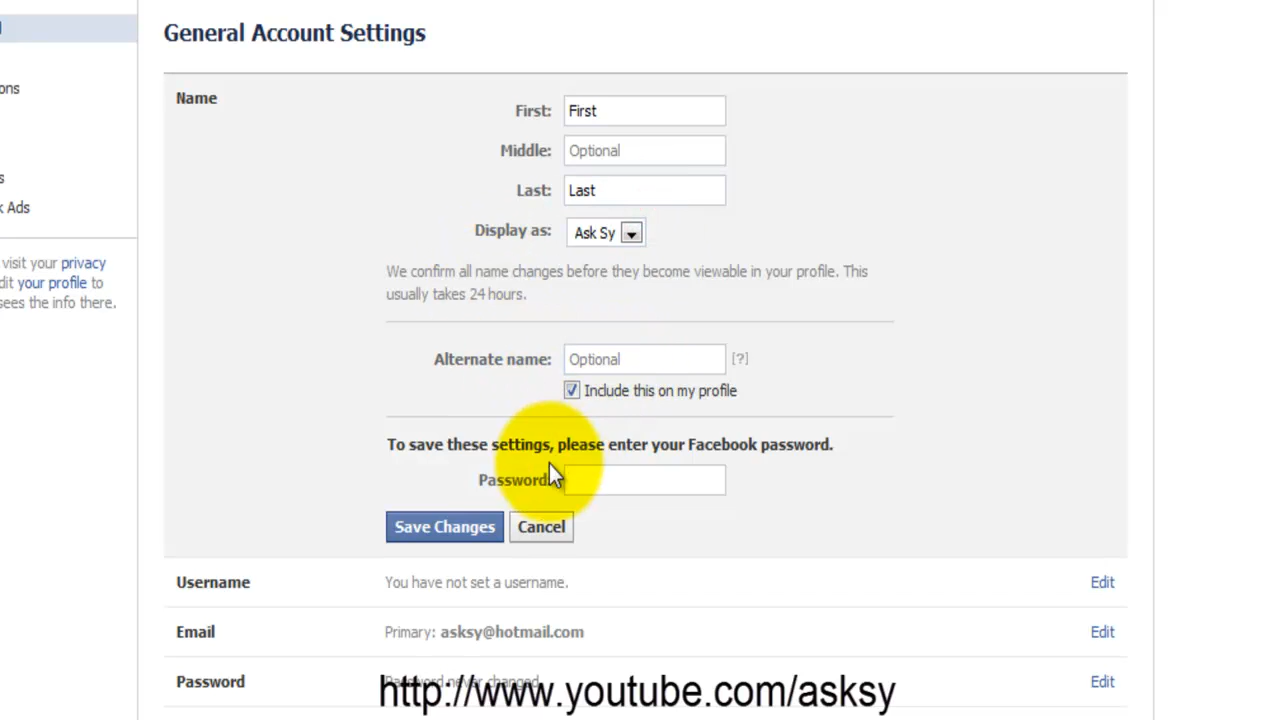 General Account Settings
ons
s
k Ads
visit your privacy
dit your profile to
sees the info there.
Name
First: First
Middle: Optional
Last: Last
Display as: Ask Sy
We confirm all name changes before they become viewable in your profile. This
usually takes 24 hours.
Alternate name: Optional [?]
Include this on my profile
To save these settings, please enter your Facebook password.
Password:
Save Changes Cancel
Username You have not set a username. Edit
Email Primary: asksy@hotmail.com Edit
Password Password never changed. Edit
http://www.youtube.com/asksy